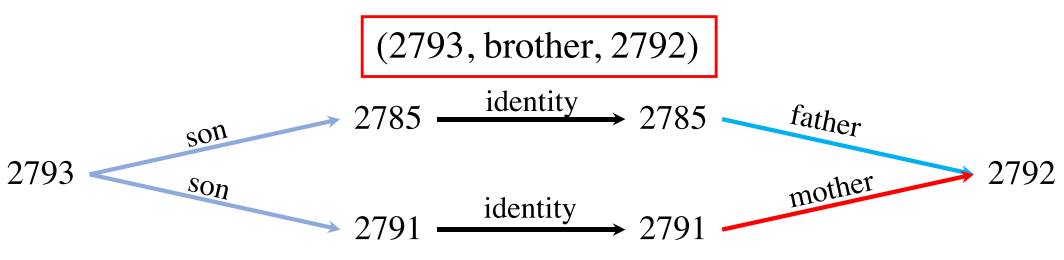 (2793, brother, 2792)
identity
2785 2785
son father
2793 2792
son mother
identity
2791 2791